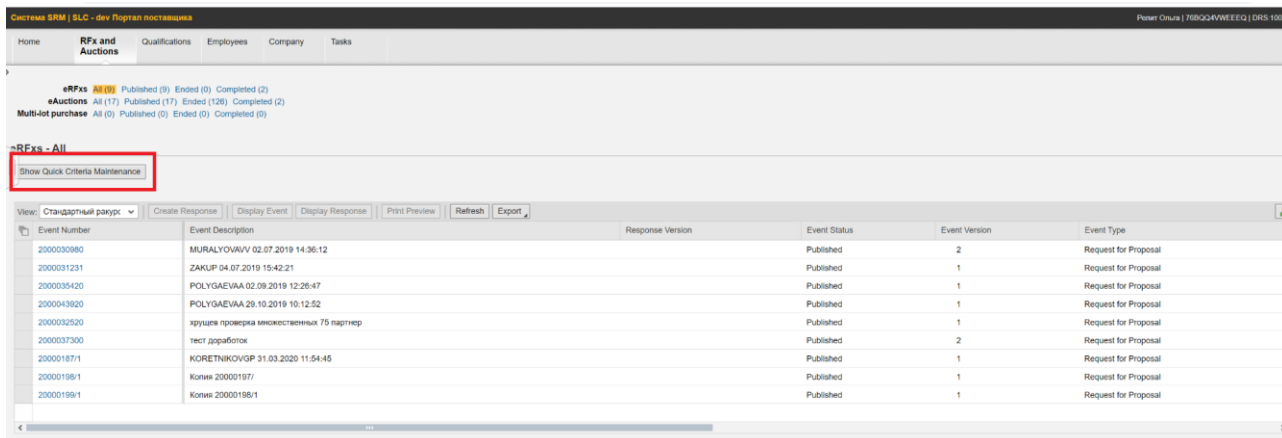 Система SRM | SLC - dev Портал поставщика Репит Ольга | 768QQ4VWEEEQ | DRS:100
Home RFx and Auctions Qualifications Employees Company Tasks
eRFxs All (9) Published (9) Ended (0) Completed (2)
eAuctions All (17) Published (17) Ended (126) Completed (2)
Multi-lot purchase All (0) Published (0) Ended (0) Completed (0)
eRFxs - All
Show Quick Criteria Maintenance
View: Стандартный ракурс Create Response Display Event Display Response Print Preview Refresh Export
Event Number Event Description Response Version Event Status Event Version Event Type
2000030980 MURALYOVAVV 02.07.2019 14:36:12 Published 2 Request for Proposal
2000031231 ZAKUP 04.07.2019 15:42:21 Published 1 Request for Proposal
2000035420 POLYGAEVAA 02.09.2019 12:26:47 Published 1 Request for Proposal
2000043920 POLYGAEVAA 29.10.2019 10:12:52 Published 1 Request for Proposal
2000032520 хрущев проверка множественных 75 партнер Published 1 Request for Proposal
2000037300 тест доработок Published 2 Request for Proposal
20000187/1 KORETNIKOVGP 31.03.2020 11:54:45 Published 1 Request for Proposal
20000198/1 Копия 20000197/ Published 1 Request for Proposal
20000199/1 Копия 20000198/1 Published 1 Request for Proposal